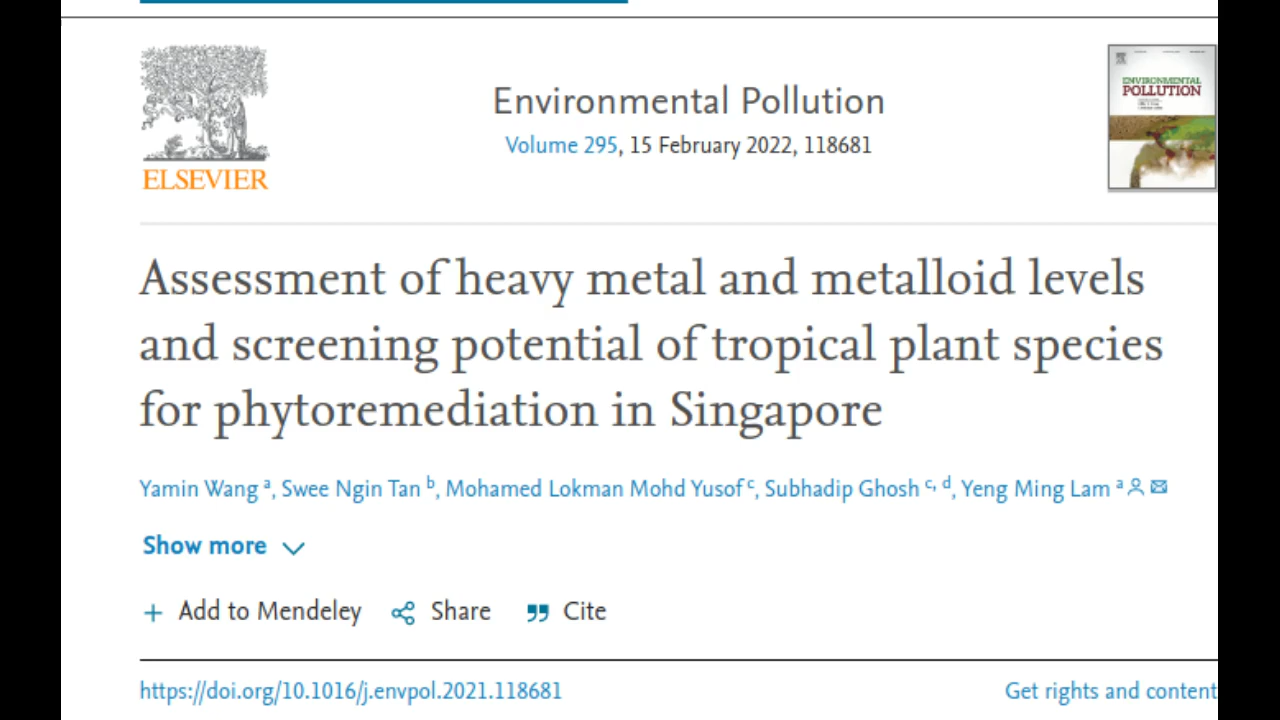 ELSEVIER
Environmental Pollution
Volume 295, 15 February 2022, 118681
ENVIRONMENTAL
POLLUTION
Assessment of heavy metal and metalloid levels
and screening potential of tropical plant species
for phytoremediation in Singapore
Yamin Wang a, Swee Ngin Tan b, Mohamed Lokman Mohd Yusof c, Subhadip Ghosh c, d, Yeng Ming Lam a
Show more
+ Add to Mendeley Share Cite
https://doi.org/10.1016/j.envpol.2021.118681
Get rights and content